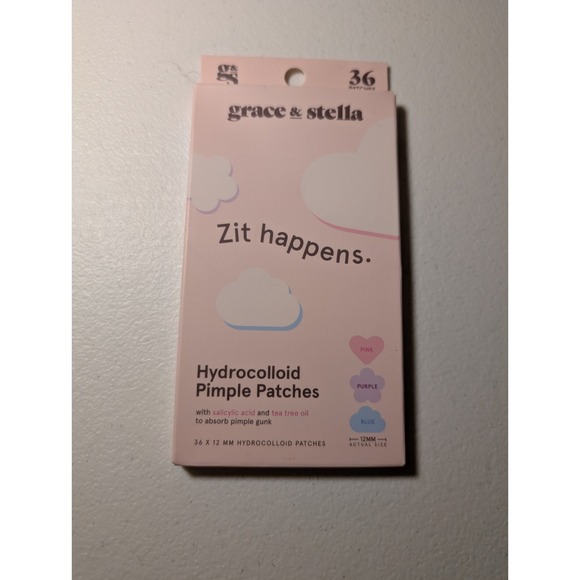 g&s
36
grace & stella
Zit happens.
PINK
Hydrocolloid
Pimple Patches
PURPLE
with salicylic acid and tea tree oil
to absorb pimple gunk
BLUE
36 X 12 MM HYDROCOLLOID PATCHES
12MM
ACTUAL SIZE